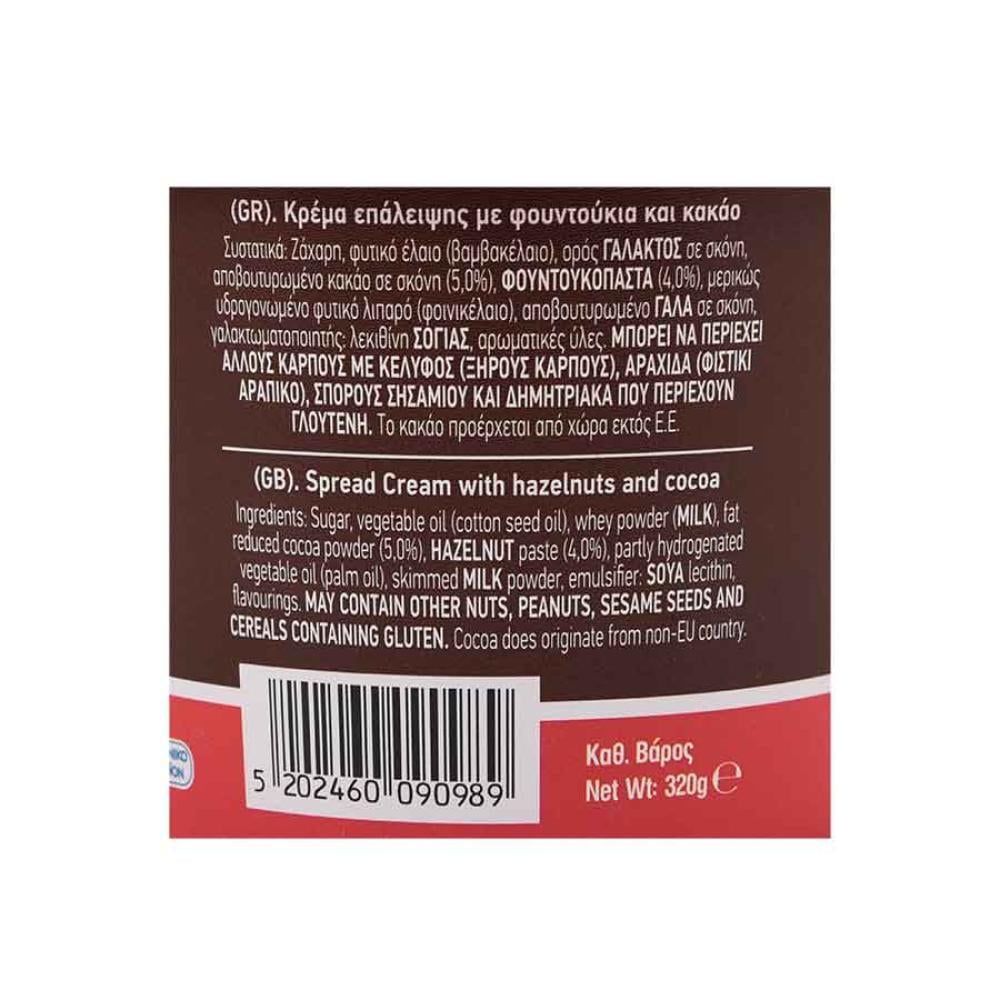 (GR). Κρέμα επάλειψης με φουντούκια και κακάο
Συστατικά: Ζάχαρη, φυτικό έλαιο (βαμβακέλαιο), ορός ΓΑΛΑΚΤΟΣ σε σκόνη,
αποβουτυρωμένο κακάο σε σκόνη (5,0%), ΦΟΥΝΤΟΥΚΟΠΑΣΤΑ (4,0%), μερικώς
υδρογονωμένο φυτικό λιπαρό (φοινικέλαιο), αποβουτυρωμένο ΓΑΛΑ σε σκόνη,
γαλακτωματοποιητής: λεκιθίνη ΣΟΓΙΑΣ, αρωματικές ύλες. ΜΠΟΡΕΙ ΝΑ ΠΕΡΙΕΧΕΙ
ΑΛΛΟΥΣ ΚΑΡΠΟΥΣ ΜΕ ΚΕΛΥΦΟΣ (ΞΗΡΟΥΣ ΚΑΡΠΟΥΣ), ΑΡΑΧΙΔΑ (ΦΙΣΤΙΚΙ
ΑΡΑΠΙΚΟ), ΣΠΟΡΟΥΣ ΣΗΣΑΜΙΟΥ ΚΑΙ ΔΗΜΗΤΡΙΑΚΑ ΠΟΥ ΠΕΡΙΕΧΟΥΝ
ΓΛΟΥΤΕΝΗ. Το κακάο προέρχεται από χώρα εκτός Ε.Ε.
(GB). Spread Cream with hazelnuts and cocoa
Ingredients: Sugar, vegetable oil (cotton seed oil), whey powder (MILK), fat
reduced cocoa powder (5,0%), HAZELNUT paste (4,0%), partly hydrogenated
vegetable oil (palm oil), skimmed MILK powder, emulsifier: SOYA lecithin,
flavourings. MAY CONTAIN OTHER NUTS, PEANUTS, SESAME SEEDS AND
CEREALS CONTAINING GLUTEN. Cocoa does originate from non-EU country.
5 202460 090989
Καθ. Βάρος
Net Wt: 320g ℮